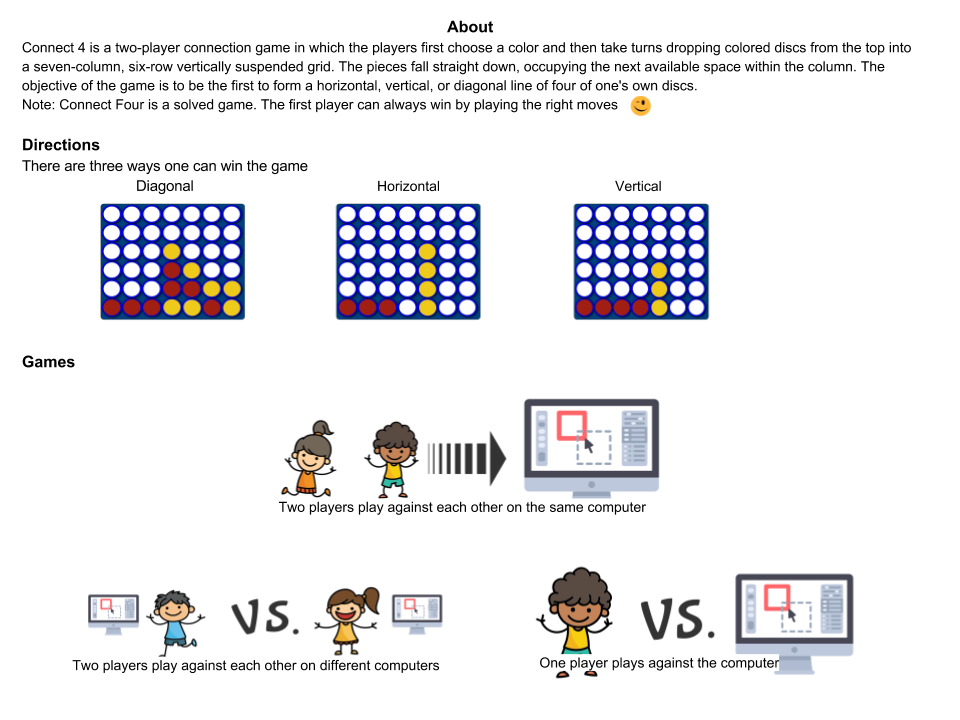 About
Connect 4 is a two-player connection game in which the players first choose a color and then take turns dropping colored discs from the top into
a seven-column, six-row vertically suspended grid. The pieces fall straight down, occupying the next available space within the column. The
objective of the game is to be the first to form a horizontal, vertical, or diagonal line of four of one's own discs.
Note: Connect Four is a solved game. The first player can always win by playing the right moves
Directions
There are three ways one can win the game
Diagonal
Horizontal
Vertical
Games
Two players play against each other on the same computer
VS.
Two players play against each other on different computers
VS.
One player plays against the computer